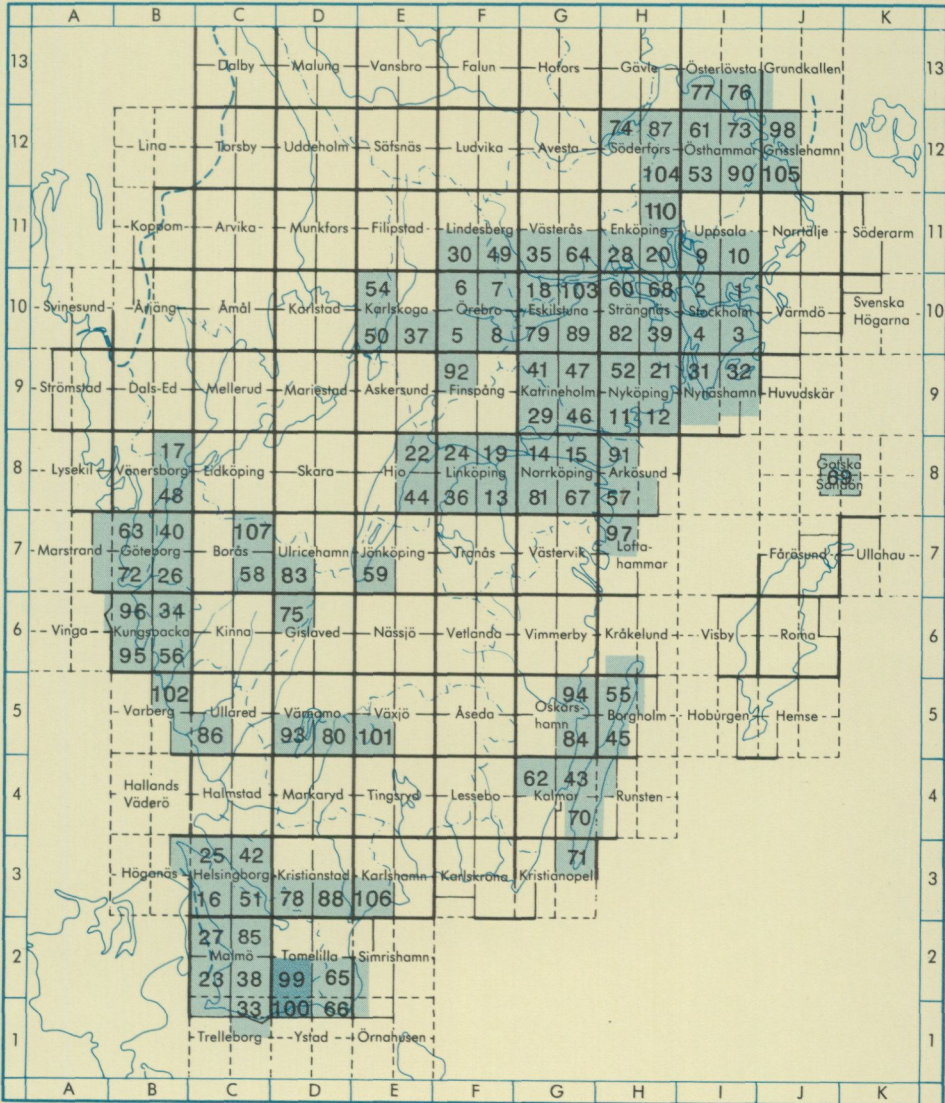 A B C D E F G H I J K
13 Dalby Malung Vansbro Falun Hofors Gävle Österlövsta Grundkallen 13
77 76
74 87 61 73 98
12 Lina Torsby Uddeholm Säfsnäs Ludvika Avesta Söderfors Östhammar Grisslehamn 12
104 53 90 105
110
11 Koppom Arvika Munkfors Filipstad Lindesberg Västerås Enköping Uppsala Norrtälje Söderarm 11
30 49 35 64 28 20 9 10
54 6 7 18 103 60 68 2 1
10 Svinesund Årjäng Åmål Karlstad Karlskoga Örebro Eskilstuna Strängnäs Stockholm Värmdö Svenska Högarna 10
50 37 5 8 79 89 82 39 4 3
92 41 47 52 21 31 32
9 Strömstad Dals-Ed Mellerud Mariestad Askersund Finspång Katrineholm Nyköping Nynäshamn Huvudskär 9
29 46 11 12
17 22 24 19 14 15 91
8 Lysekil Vänersborg Lidköping Skara Hjo Linköping Norrköping Arkösund Gotska Sandön 8
69
48 44 36 13 81 67 57
63 40 107 97
7 Marstrand Göteborg Borås Ulricehamn Jönköping Tranås Västervik Lofta-hammar Fårösund Ullahau 7
72 26 58 83 59
96 34 75
6 Vinga Kungsbacka Kinna Gislaved Nässjö Vetlanda Vimmerby Kråkelund Visby Roma 6
95 56
102 94 55
5 Varberg Ullared Värnamo Växjö Åseda Oskars-hamn Borgholm Hoburgen Hemse 5
86 93 80 101 84 45
62 43
4 Hallands Väderö Halmstad Markaryd Tingsryd Lessebo Kalmar Runsten 4
70
25 42 71
3 Höganäs Helsingborg Kristianstad Karlshamn Karlskrona Kristianopel 3
16 51 78 88 106
27 85
2 Malmö Tomelilla Simrishamn 2
23 38 99 65
33 100 66
1 Trelleborg Ystad Örnahusen 1
A B C D E F G H I J K